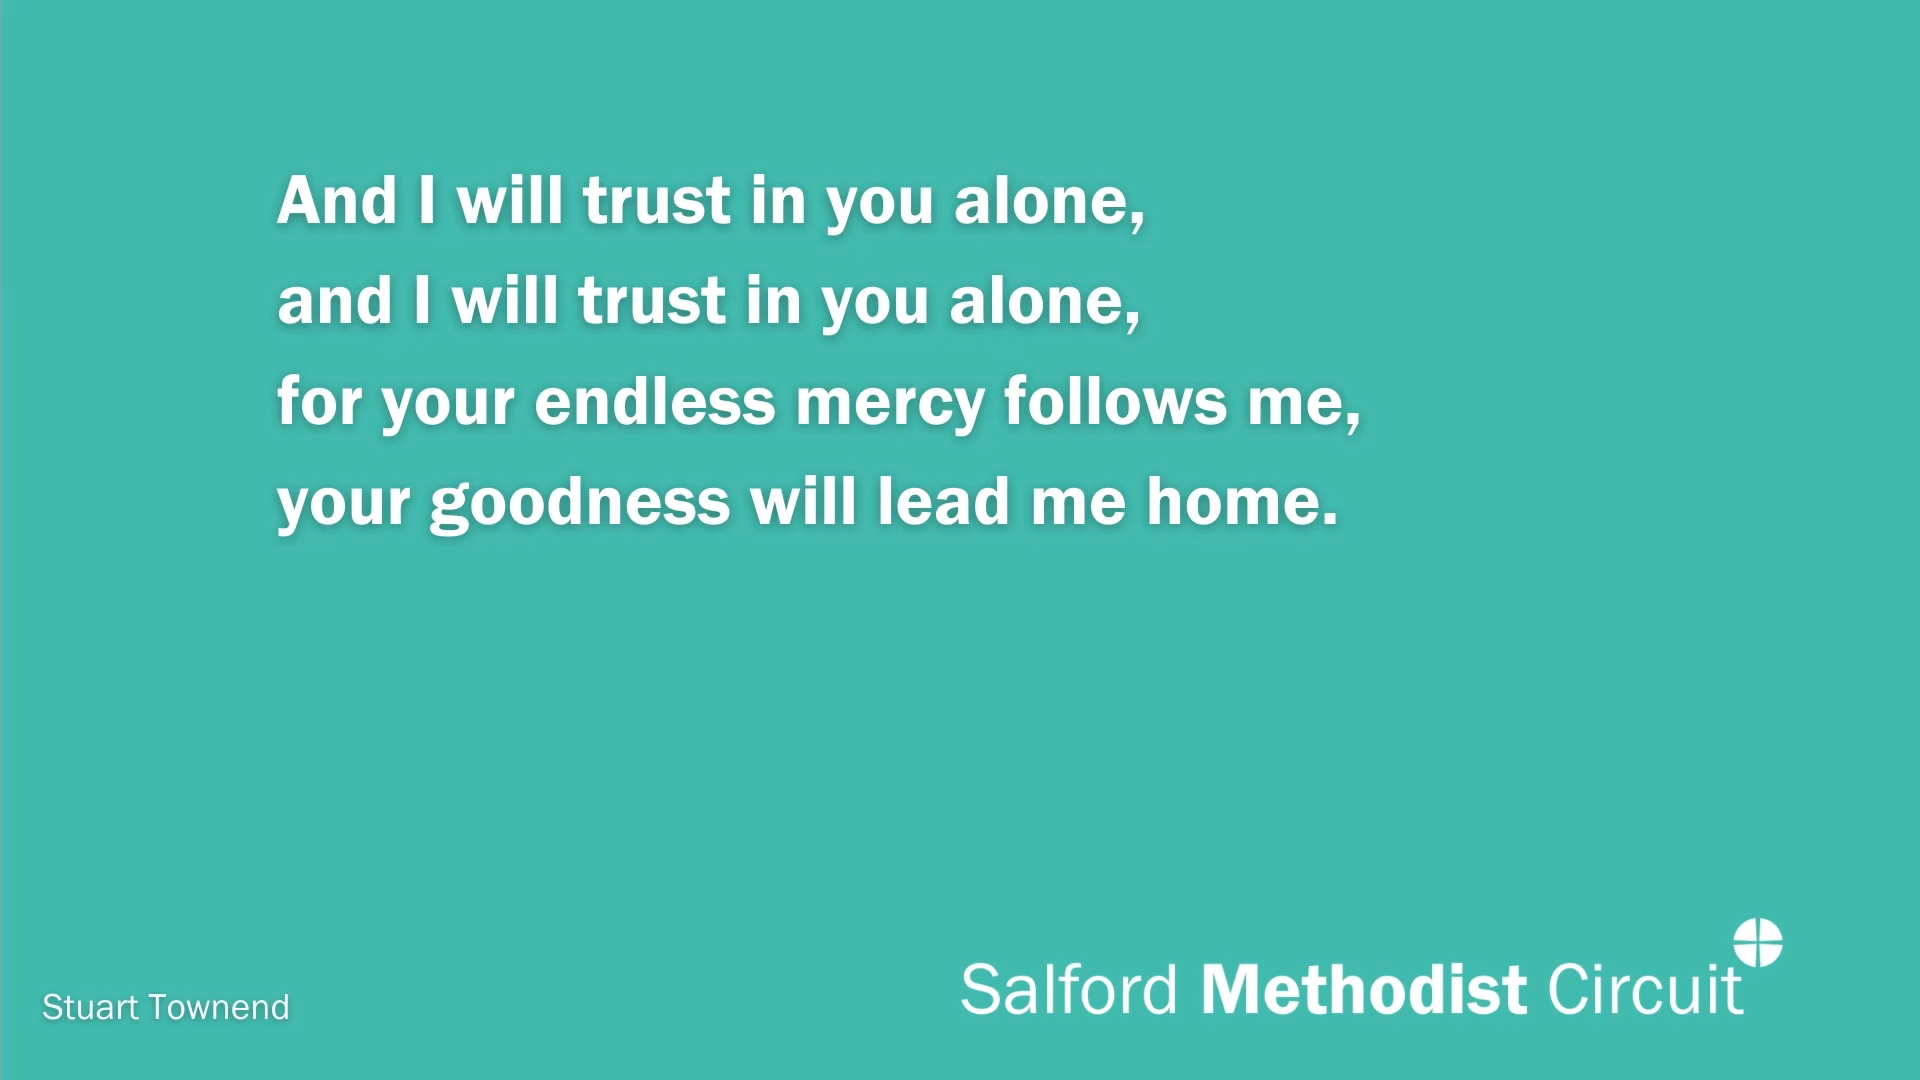 And I will trust in you alone,
and I will trust in you alone,
for your endless mercy follows me,
your goodness will lead me home.
Stuart Townend
Salford Methodist Circuit